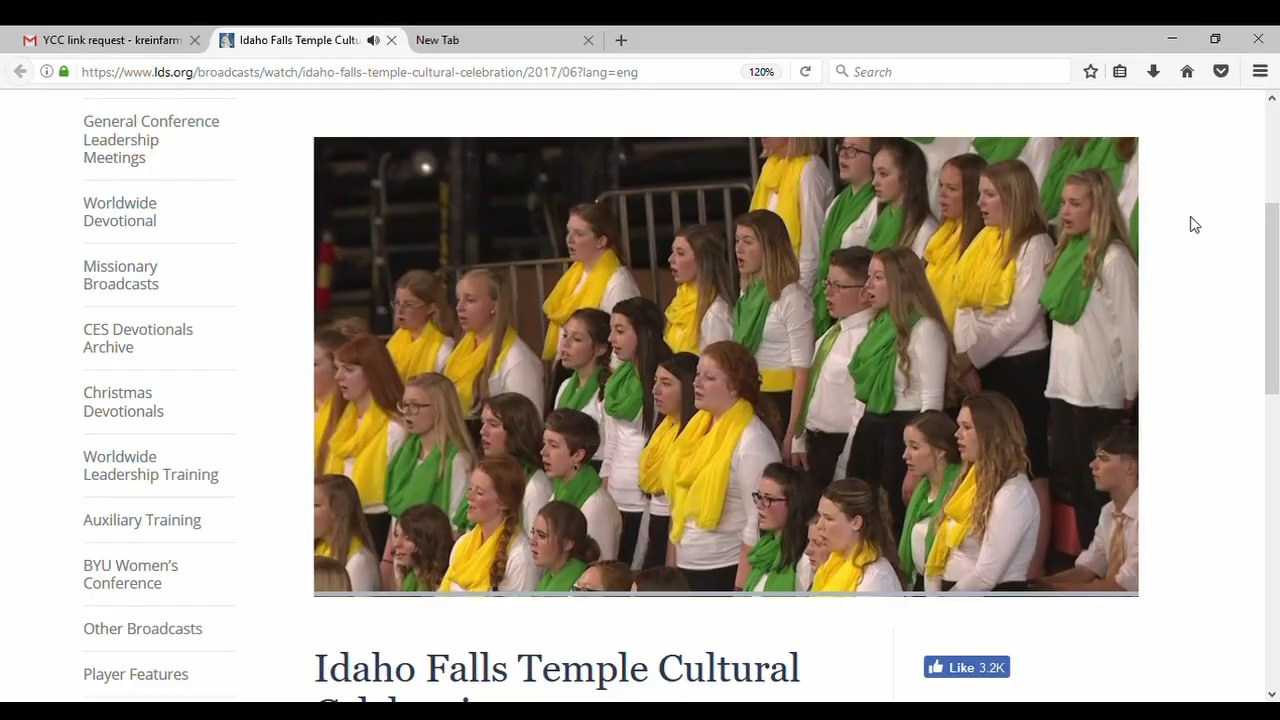 YCC link request - kreinfarm
Idaho Falls Temple Cultu
New Tab
https://www.lds.org/broadcasts/watch/idaho-falls-temple-cultural-celebration/2017/06?lang=eng
120%
Search
General Conference
Leadership
Meetings
Worldwide
Devotional
Missionary
Broadcasts
CES Devotionals
Archive
Christmas
Devotionals
Worldwide
Leadership Training
Auxiliary Training
BYU Women's
Conference
Other Broadcasts
Player Features
Idaho Falls Temple Cultural
Like 3.2K